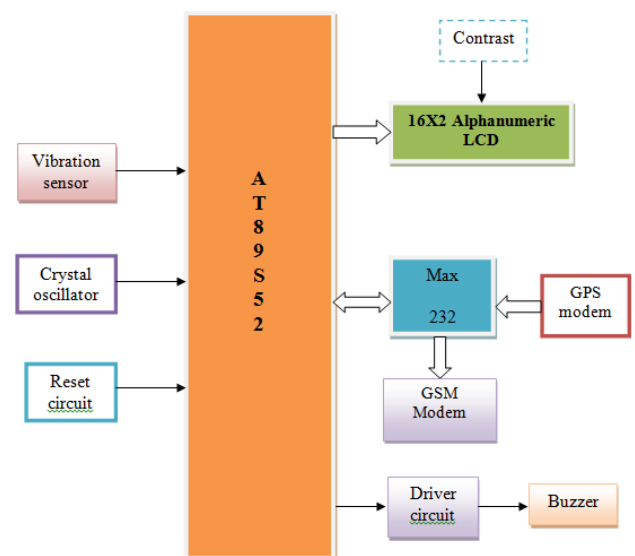 Contrast
16X2 Alphanumeric
LCD
Vibration
sensor
A
T
8
9
S
5
2
Crystal
oscillator
Max
232
GPS
modem
Reset
circuit
GSM
Modem
Driver
circuit
Buzzer